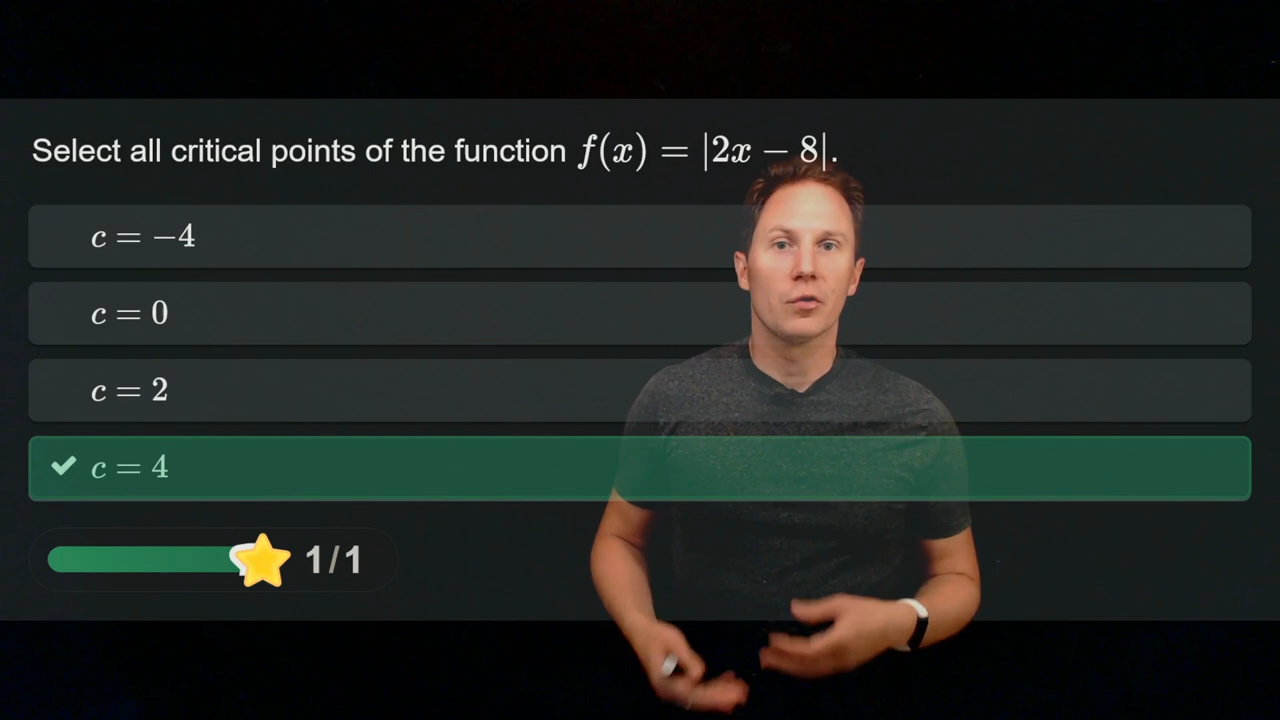 Select all critical points of the function f(x) = |2x − 8|.
c = −4
c = 0
c = 2
c = 4
1/1